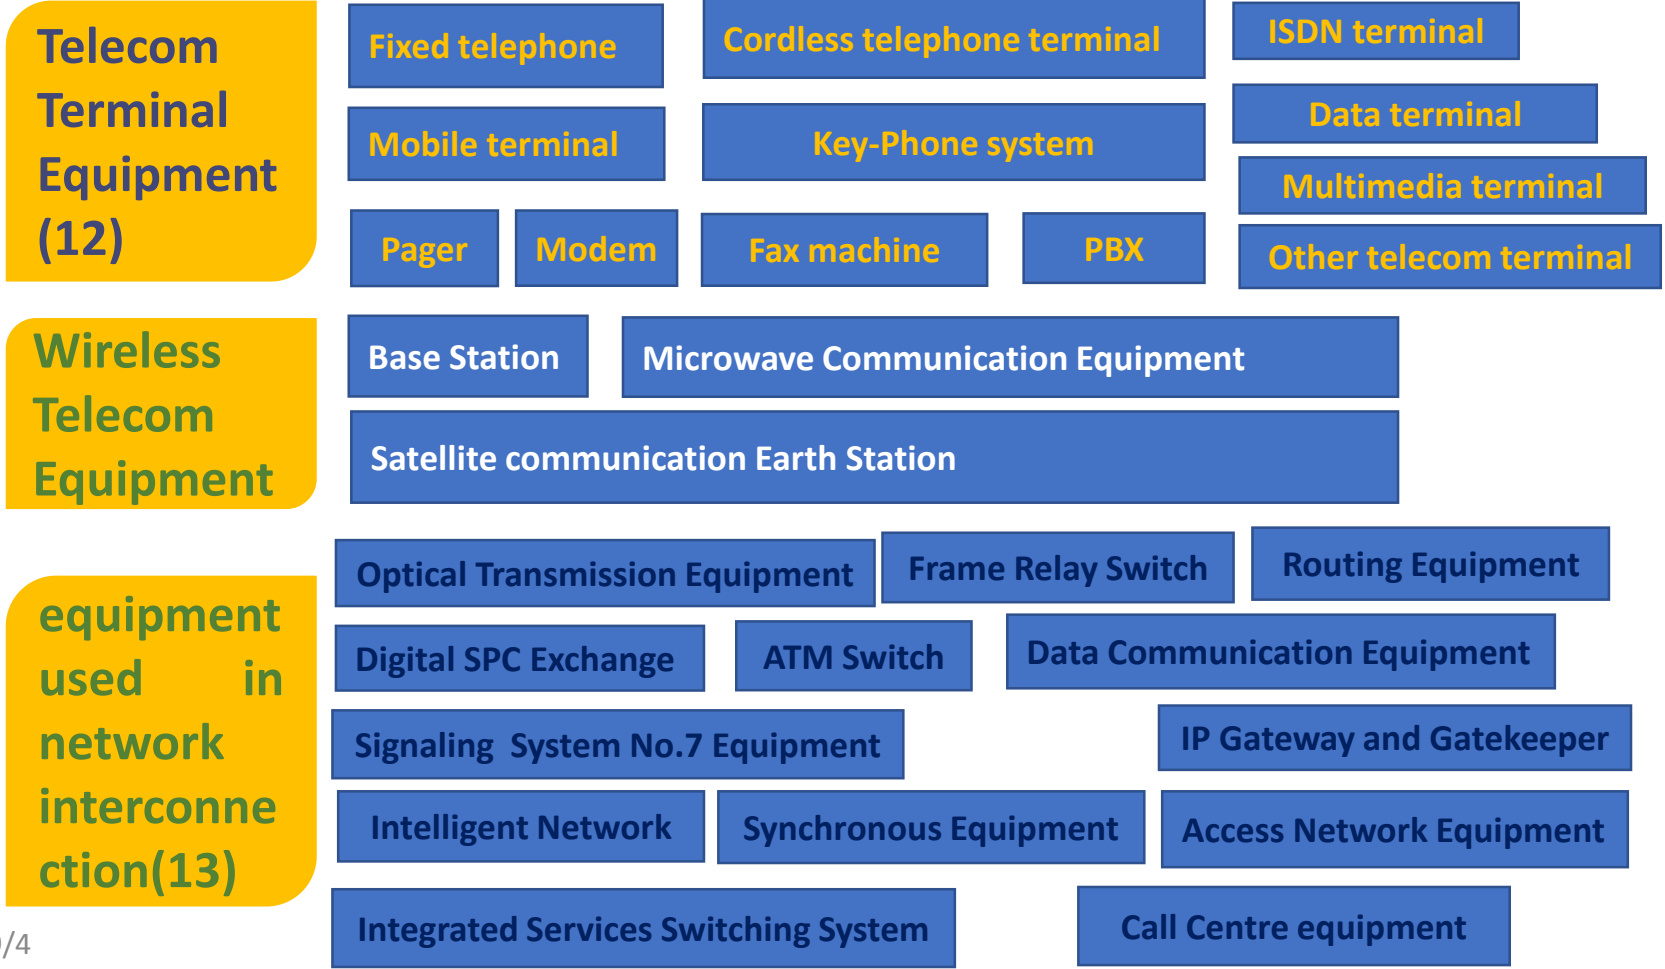 Telecom
Terminal
Equipment
(12)
Fixed telephone
Cordless telephone terminal
ISDN terminal
Mobile terminal
Key-Phone system
Data terminal
Multimedia terminal
Pager
Modem
Fax machine
PBX
Other telecom terminal
Wireless
Telecom
Equipment
Base Station
Microwave Communication Equipment
Satellite communication Earth Station
equipment
used in
network
interconne
ction(13)
Optical Transmission Equipment
Frame Relay Switch
Routing Equipment
Digital SPC Exchange
ATM Switch
Data Communication Equipment
Signaling  System No.7 Equipment
IP Gateway and Gatekeeper
Intelligent Network
Synchronous Equipment
Access Network Equipment
Integrated Services Switching System
Call Centre equipment
/4